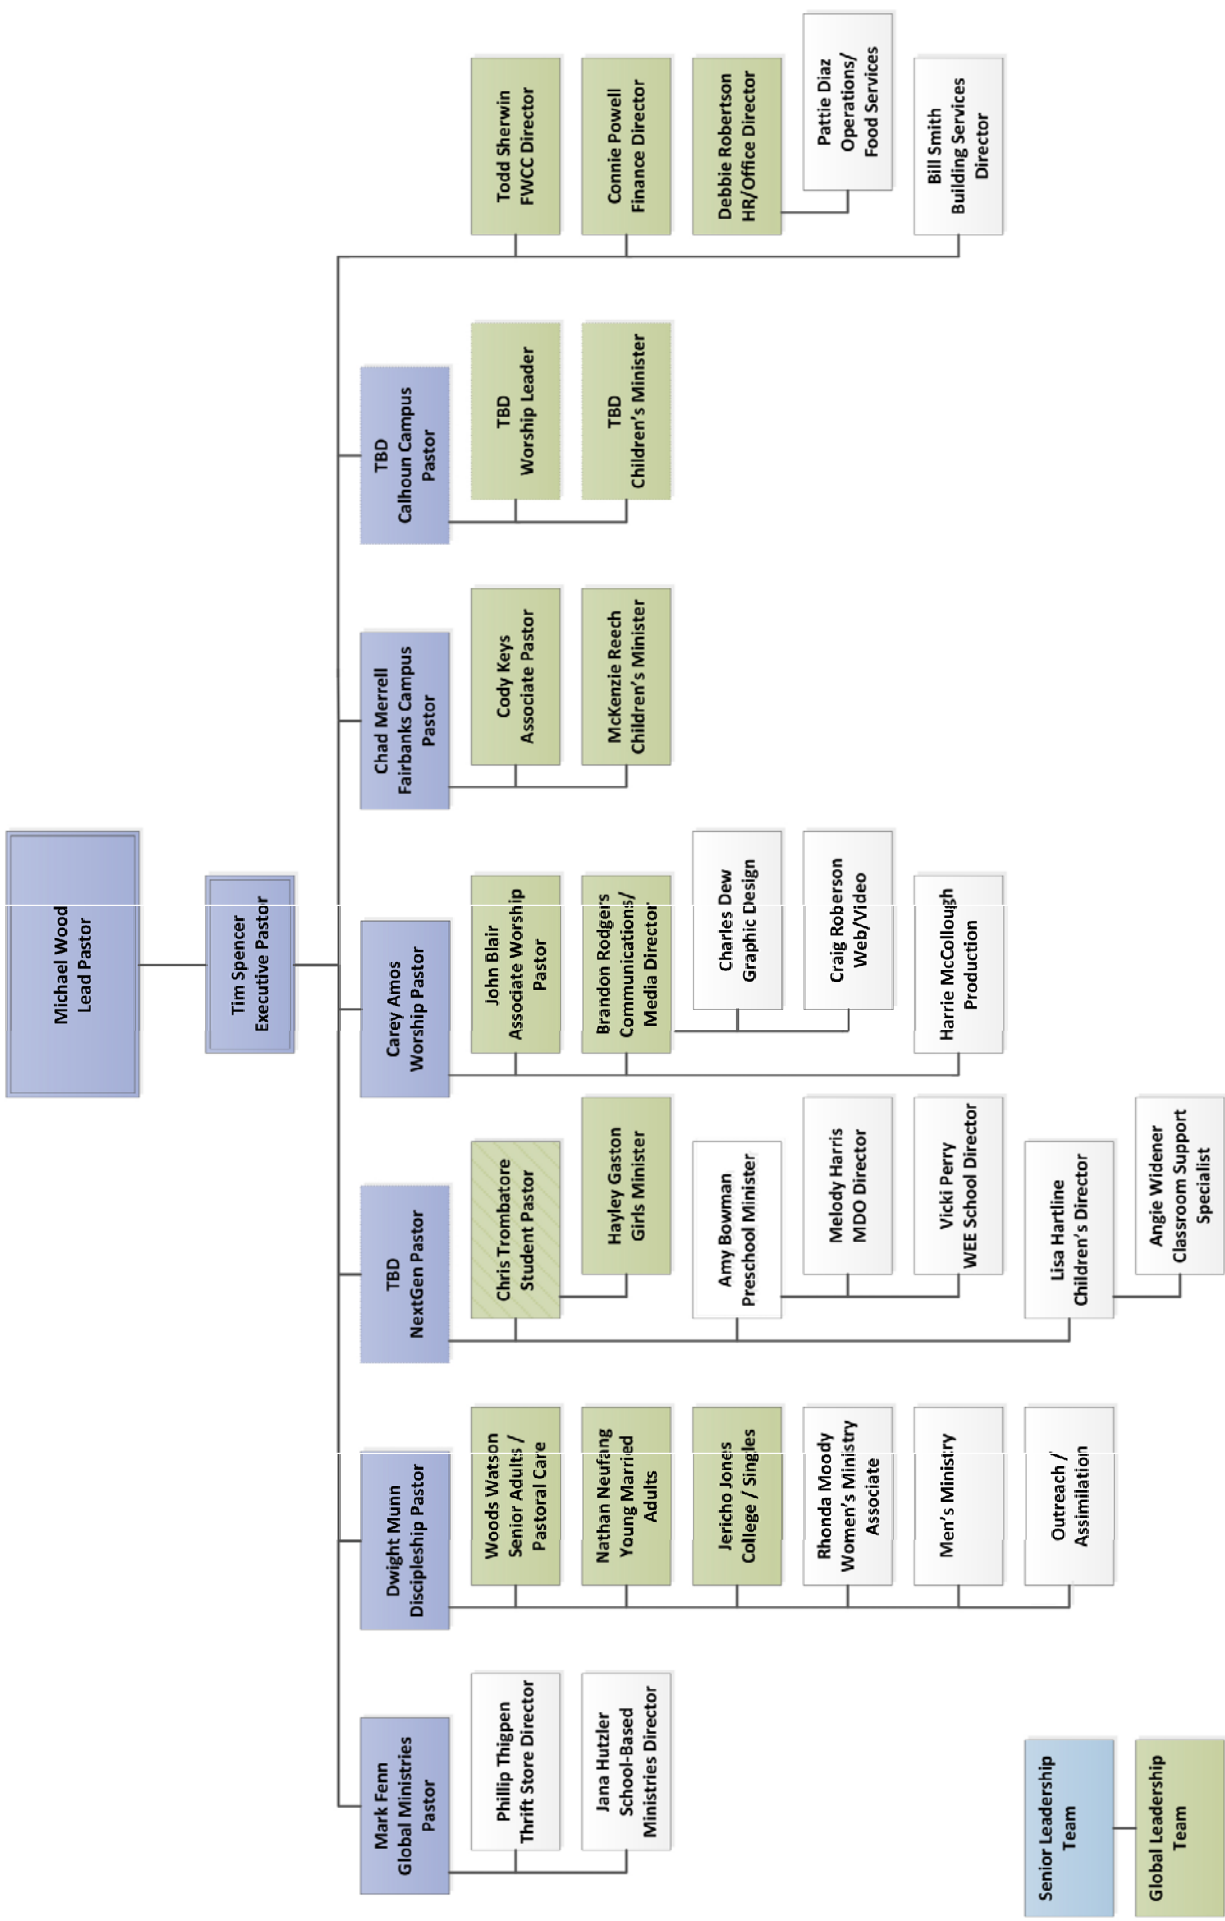 Michael Wood
Lead Pastor
Tim Spencer
Executive Pastor
Mark Fenn
Global Ministries
Pastor
Phillip Thigpen
Thrift Store Director
Jana Hutzler
School-Based
Ministries Director
Dwight Munn
Discipleship Pastor
Woods Watson
Senior Adults /
Pastoral Care
Nathan Neufang
Young Married
Adults
Jericho Jones
College / Singles
Rhonda Moody
Women's Ministry
Associate
Men's Ministry
Outreach /
Assimilation
TBD
NextGen Pastor
Chris Trombatore
Student Pastor
Hayley Gaston
Girls Minister
Amy Bowman
Preschool Minister
Melody Harris
MDO Director
Vicki Perry
WEE School Director
Lisa Hartline
Children's Director
Angie Widener
Classroom Support
Specialist
Carey Amos
Worship Pastor
John Blair
Associate Worship
Pastor
Brandon Rodgers
Communications/
Media Director
Charles Dew
Graphic Design
Craig Roberson
Web/Video
Harrie McCollough
Production
Chad Merrell
Fairbanks Campus
Pastor
Cody Keys
Associate Pastor
McKenzie Reech
Children's Minister
TBD
Calhoun Campus
Pastor
TBD
Worship Leader
TBD
Children's Minister
Todd Sherwin
FWCC Director
Connie Powell
Finance Director
Debbie Robertson
HR/Office Director
Pattie Diaz
Operations/
Food Services
Bill Smith
Building Services
Director
Senior Leadership
Team
Global Leadership
Team